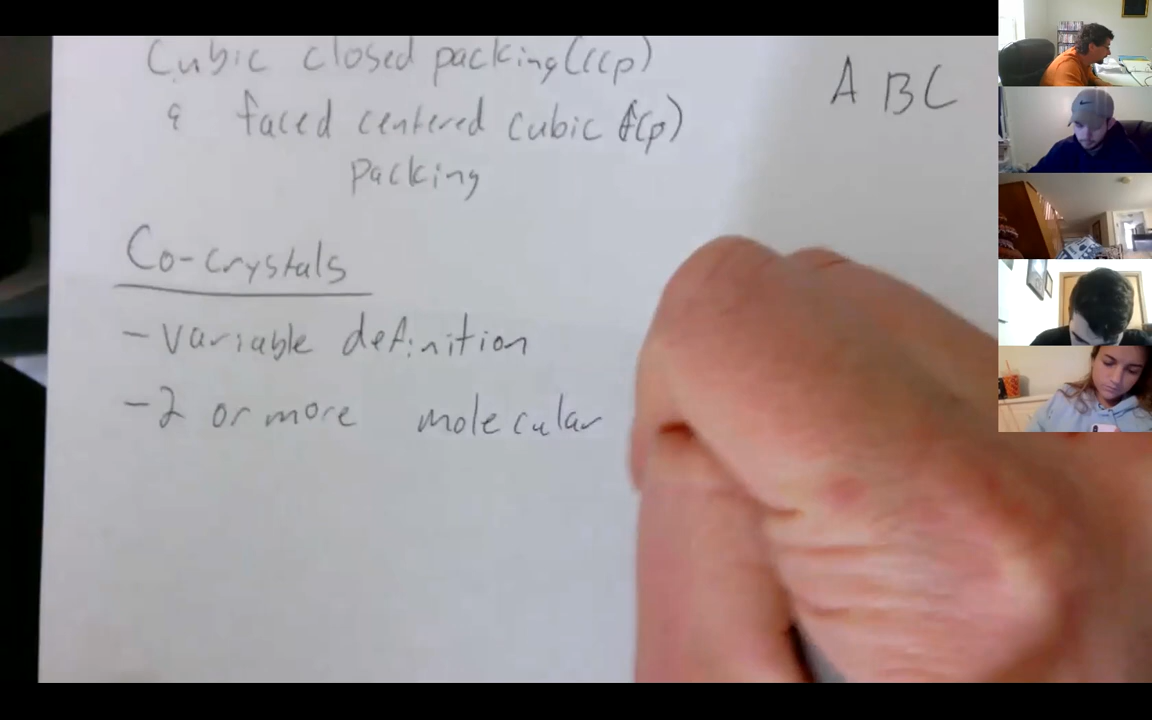 Cubic closed packing (ccp)
& faced centered cubic fcp) A B C
packing
Co-crystals
- variable definition
- 2 or more molecular